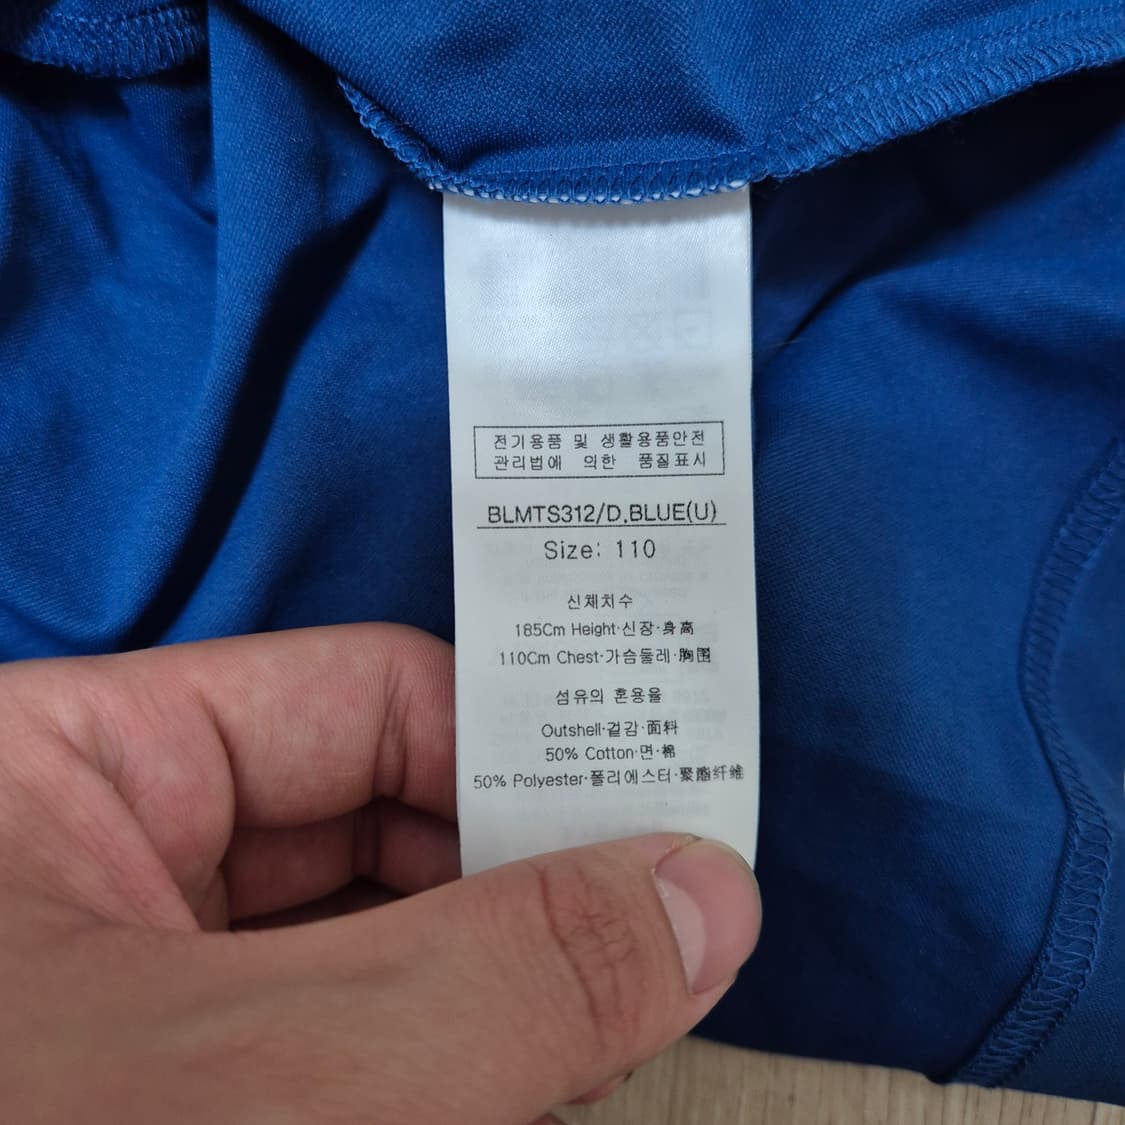 전기용품 및 생활용품안전
관리법에 의한 품질표시
BLMTS312/D.BLUE(U)
Size: 110
신체치수
185Cm Height·신장·身高
110Cm Chest·가슴둘레·胸围
섬유의 혼용율
Outshell·겉감·面料
50% Cotton·면·棉
50% Polyester·폴리에스터·聚酯纤维